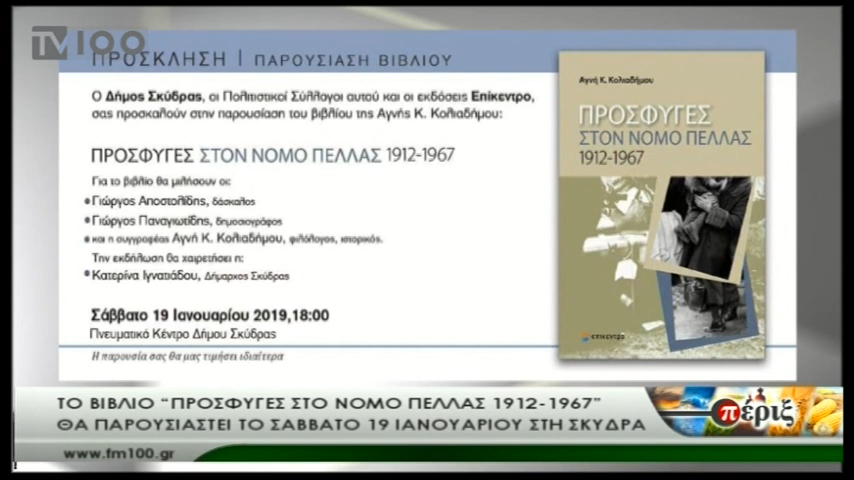 TV100
ΠΡΟΣΚΛΗΣΗ | ΠΑΡΟΥΣΙΑΣΗ ΒΙΒΛΙΟΥ
Ο Δήμος Σκύδρας, οι Πολιτιστικοί Σύλλογοι αυτού και οι εκδόσεις Επίκεντρο,
σας προσκαλούν στην παρουσίαση του βιβλίου της Αγνής Κ. Κολιαδήμου:
ΠΡΟΣΦΥΓΕΣ ΣΤΟΝ ΝΟΜΟ ΠΕΛΛΑΣ 1912-1967
Για το βιβλίο θα μιλήσουν οι:
Γιώργος Αποστολίδης, δάσκαλος
Γιώργος Παναγιωτίδης, δημοσιογράφος
και η συγγραφέας Αγνή Κ. Κολιαδήμου, φιλόλογος, ιστορικός.
Την εκδήλωση θα χαιρετήσει η:
Κατερίνα Ιγνατιάδου, Δήμαρχος Σκύδρας
Σάββατο 19 Ιανουαρίου 2019,18:00
Πνευματικό Κέντρο Δήμου Σκύδρας
Η παρουσία σας θα μας τιμήσει ιδιαίτερα
Αγνή Κ. Κολιαδήμου
ΠΡΟΣΦΥΓΕΣ
ΣΤΟΝ ΝΟΜΟ ΠΕΛΛΑΣ
1912-1967
επίκεντρο
ΤΟ ΒΙΒΛΙΟ “ΠΡΟΣΦΥΓΕΣ ΣΤΟ ΝΟΜΟ ΠΕΛΛΑΣ 1912-1967”
ΘΑ ΠΑΡΟΥΣΙΑΣΤΕΙ ΤΟ ΣΑΒΒΑΤΟ 19 ΙΑΝΟΥΑΡΙΟΥ ΣΤΗ ΣΚΥΔΡΑ
πέριξ
www.fm100.gr